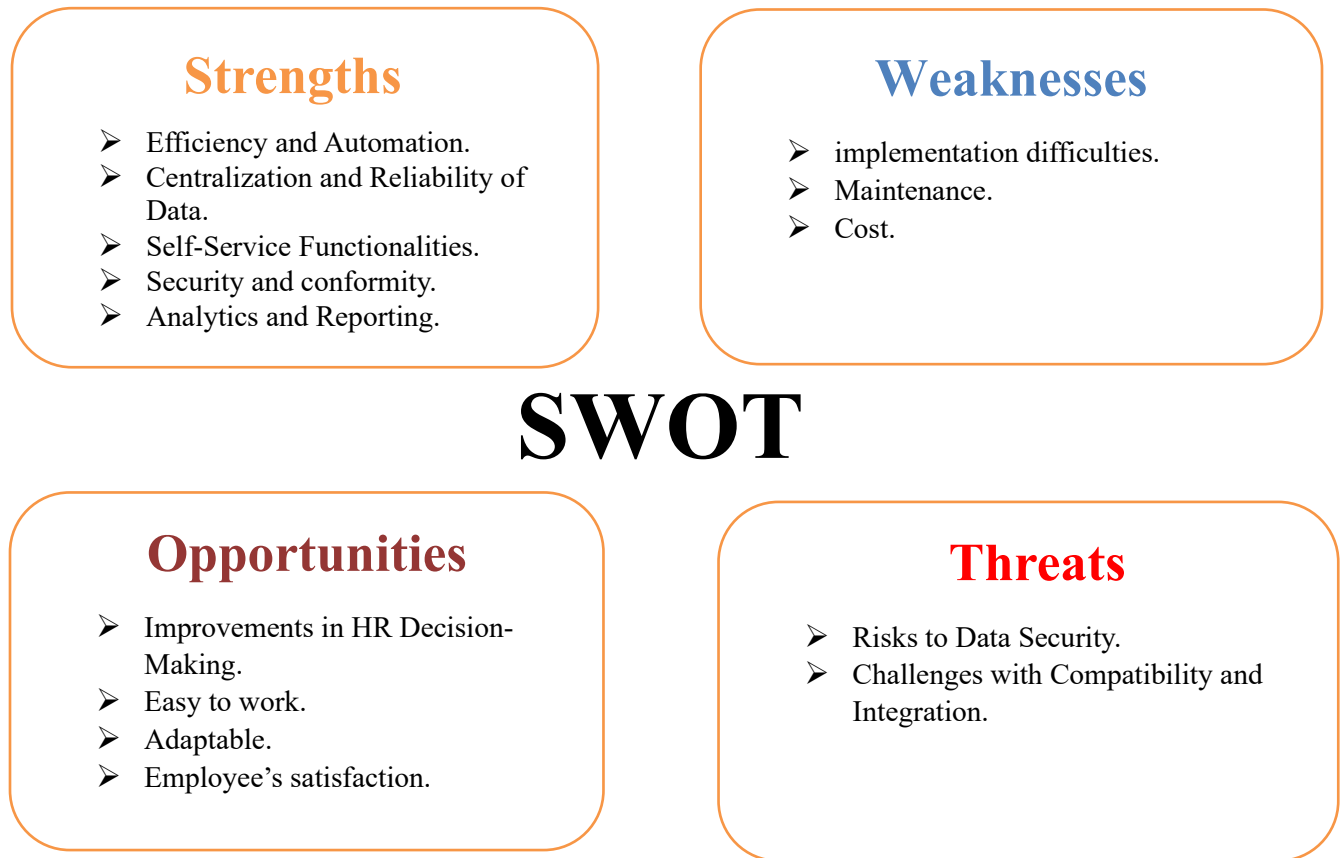 Strengths
➢ Efficiency and Automation.
➢ Centralization and Reliability of
Data.
➢ Self-Service Functionalities.
➢ Security and conformity.
➢ Analytics and Reporting.
Weaknesses
➢ implementation difficulties.
➢ Maintenance.
➢ Cost.
SWOT
Opportunities
➢ Improvements in HR Decision-
Making.
➢ Easy to work.
➢ Adaptable.
➢ Employee’s satisfaction.
Threats
➢ Risks to Data Security.
➢ Challenges with Compatibility and
Integration.